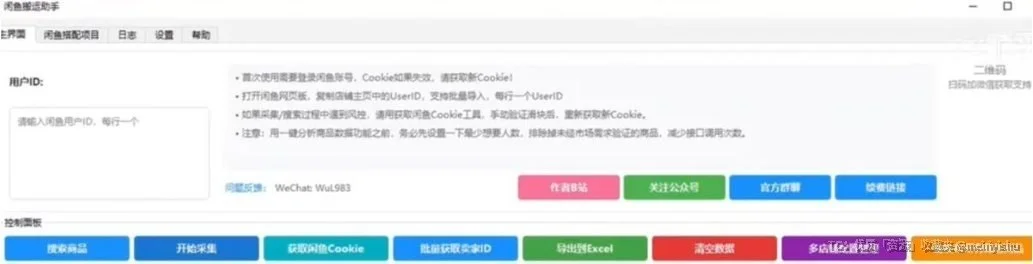 闲鱼搬运助手
主界面 闲鱼搭配项目 日志 设置 帮助
用户ID:
请输入闲鱼用户ID，每行一个
• 首次使用需要登录闲鱼账号，Cookie如果失效，请获取新Cookie！
• 打开闲鱼网页版，复制店铺主页中的UserID，支持批量导入，每行一个UserID
• 如果采集/搜索过程中遇到风控，请用获取闲鱼Cookie工具，手动验证滑块后，重新获取新Cookie。
• 注意：用一键分析商品数据功能之前，务必先设置一下最少想要人数，排除掉未经市场需求验证的商品，减少接口调用次数。
二维码
扫码加微信获取支持
问题反馈： WeChat: WuL983
作者B站 关注公众号 官方群聊 续费链接
控制面板
搜索商品 开始采集 获取闲鱼Cookie 批量获取卖家ID 导出到Excel 清空数据